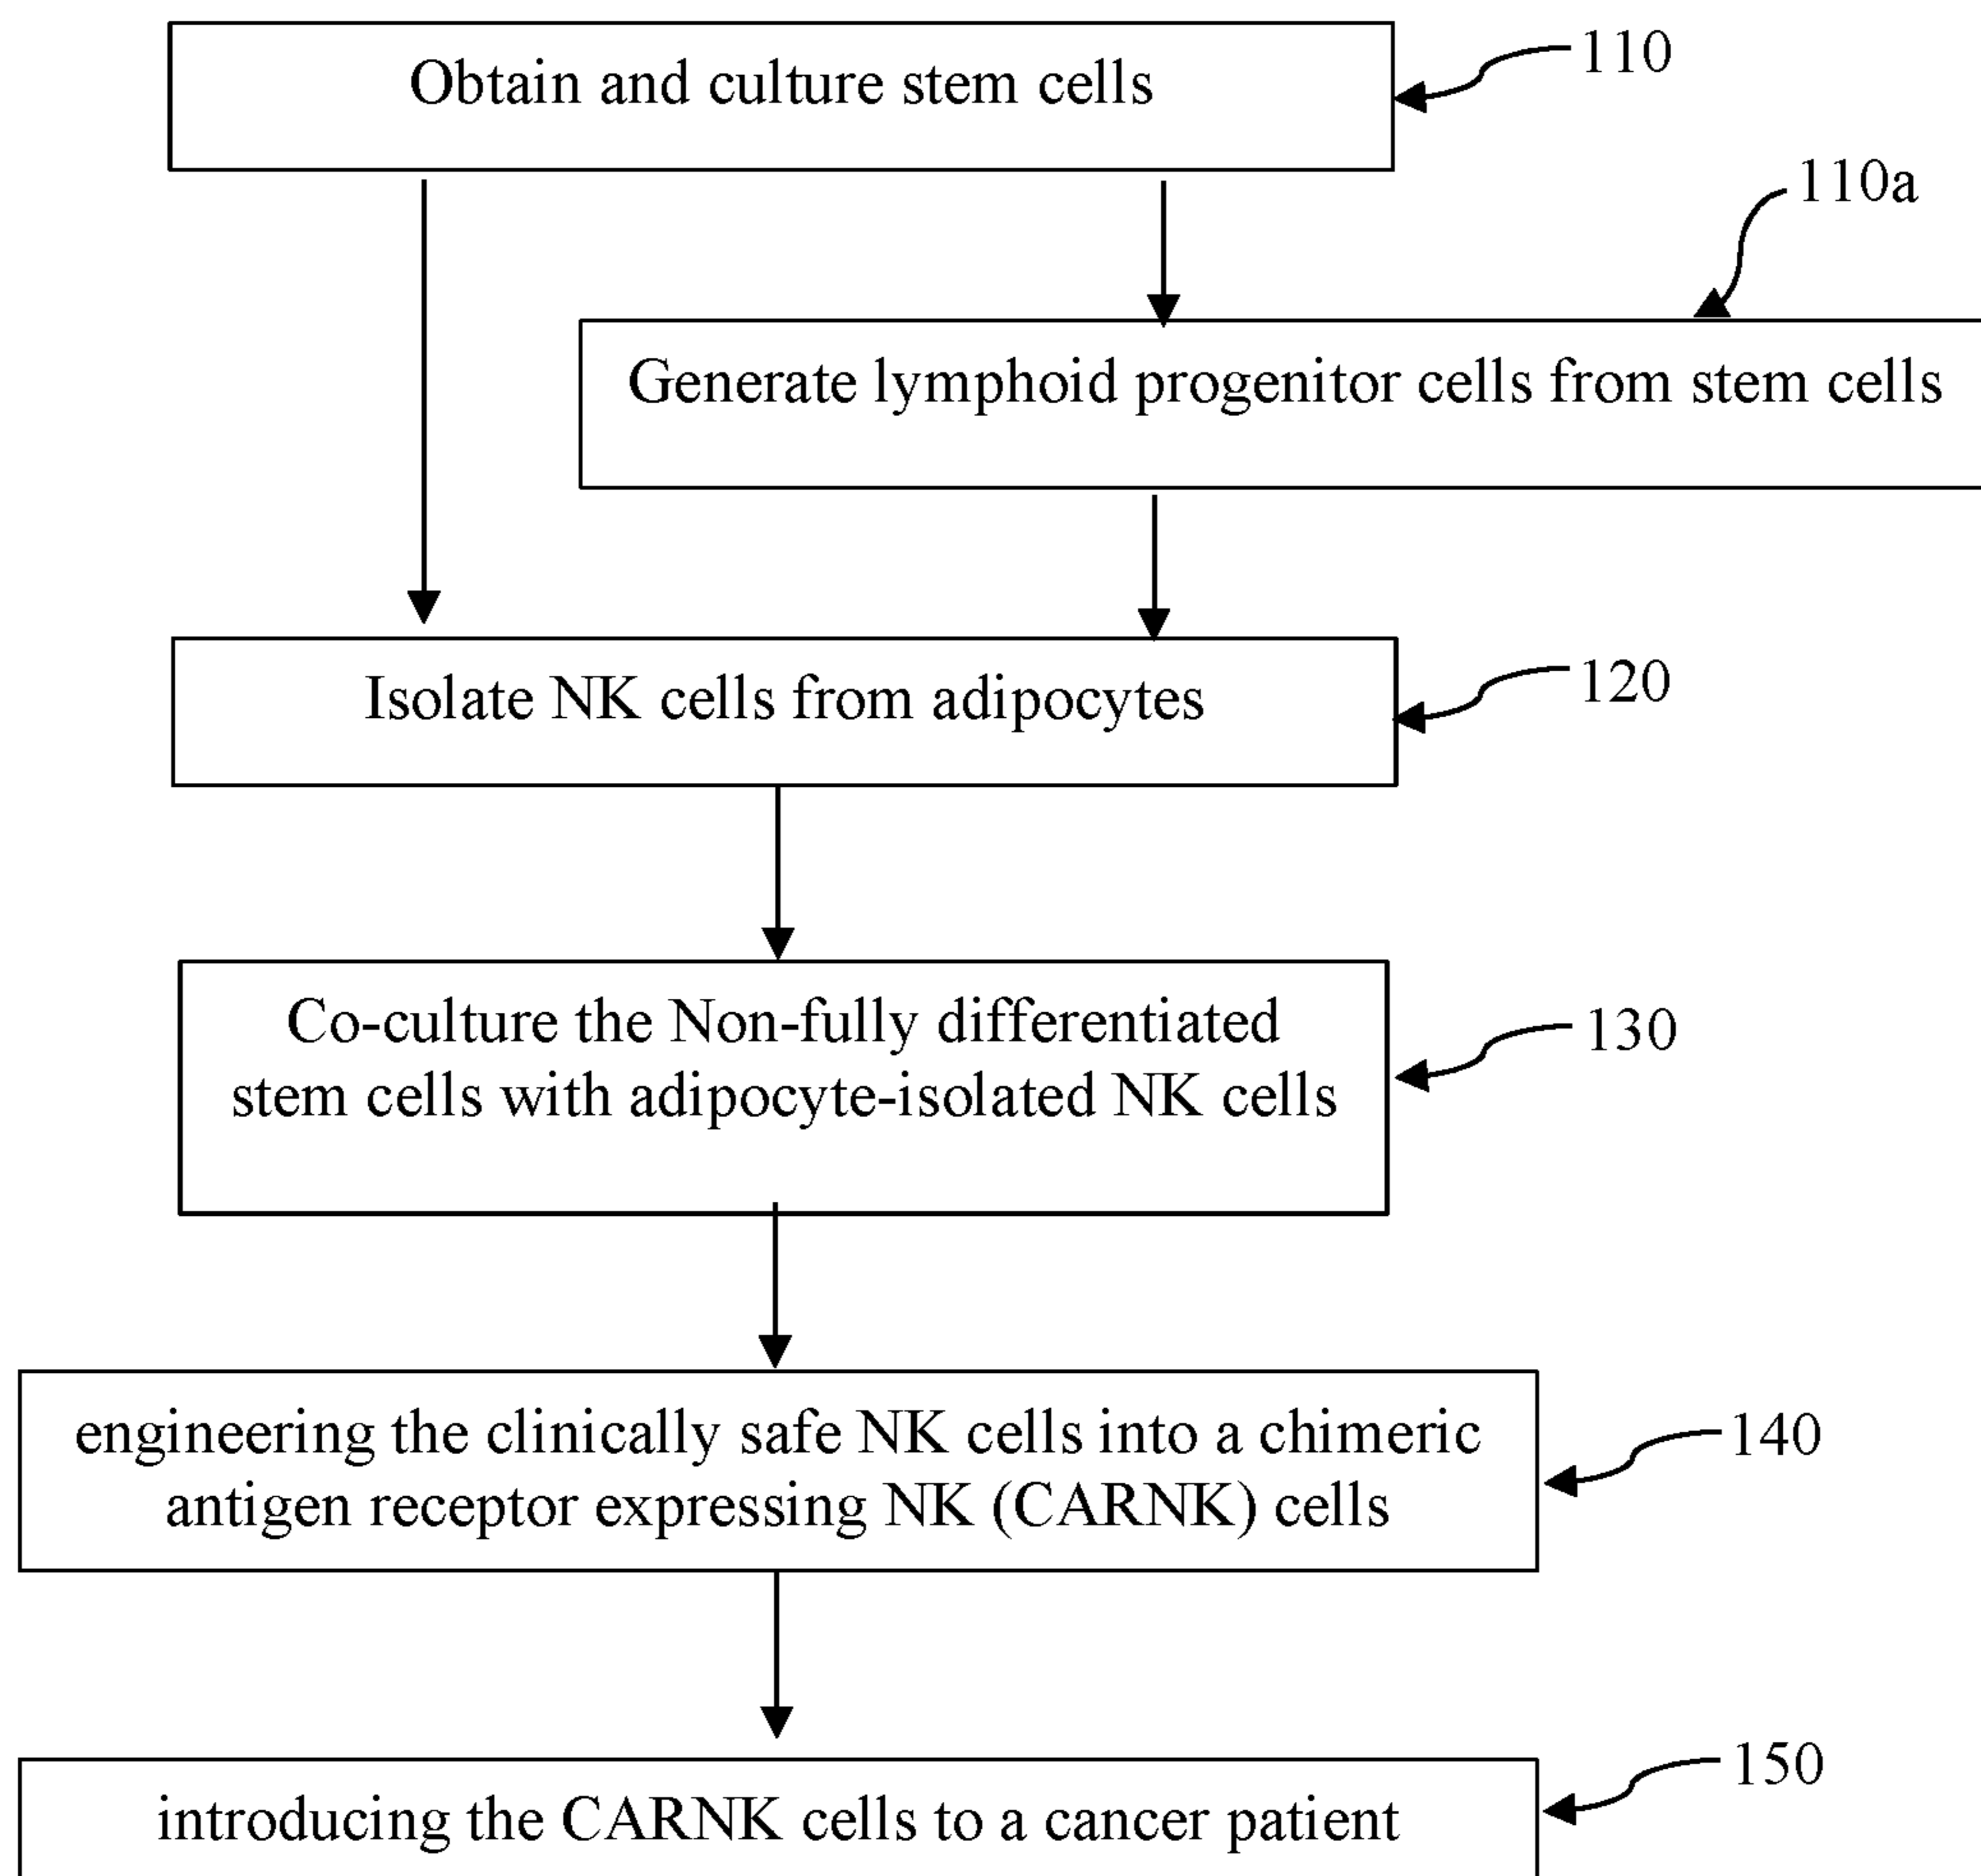 Obtain and culture stem cells
110
110a
Generate lymphoid progenitor cells from stem cells
Isolate NK cells from adipocytes
120
Co-culture the Non-fully differentiated
stem cells with adipocyte-isolated NK cells
130
engineering the clinically safe NK cells into a chimeric
antigen receptor expressing NK (CARNK) cells
140
introducing the CARNK cells to a cancer patient
150